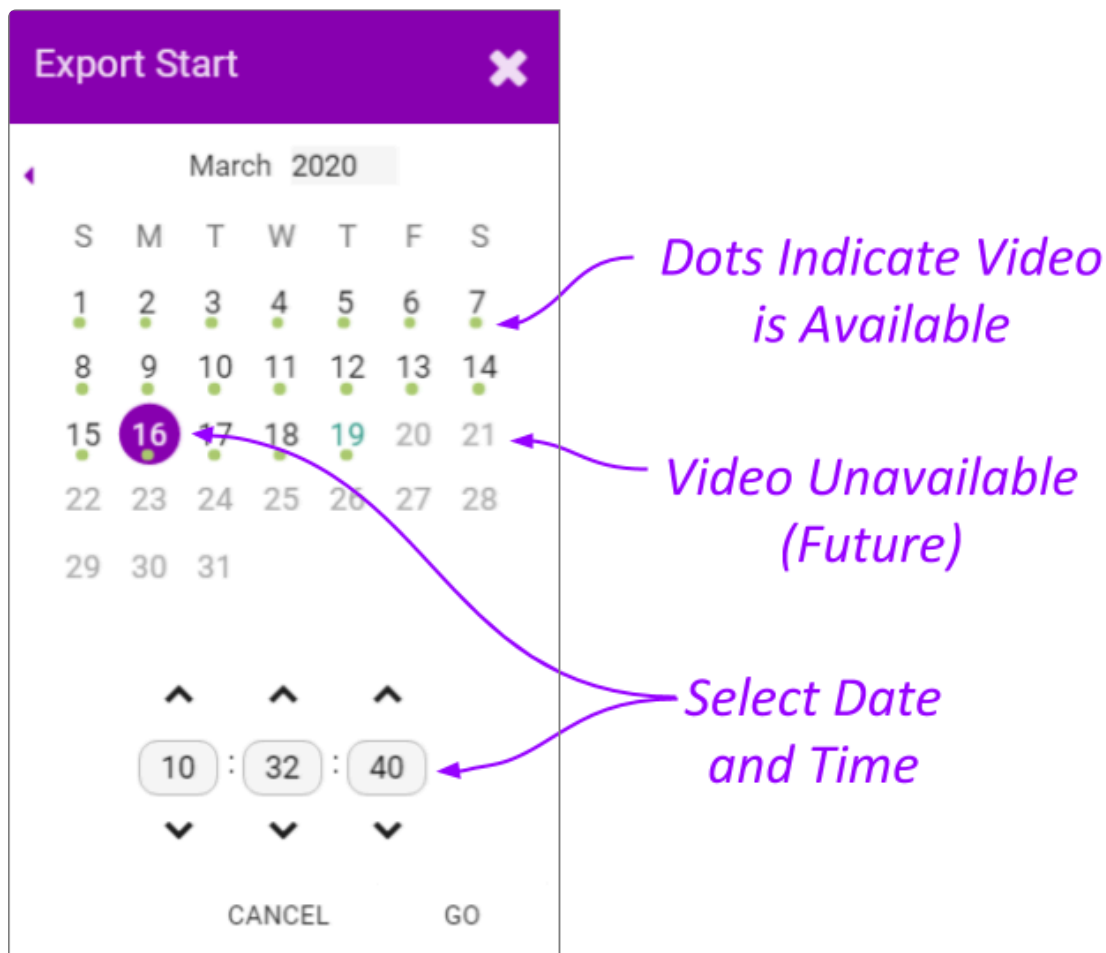 Export Start
March 2020
S M T W T F S
1 2 3 4 5 6 7
8 9 10 11 12 13 14
15 16 17 18 19 20 21
22 23 24 25 26 27 28
29 30 31
10 : 32 : 40
CANCEL GO
Dots Indicate Video
is Available
Video Unavailable
(Future)
Select Date
and Time